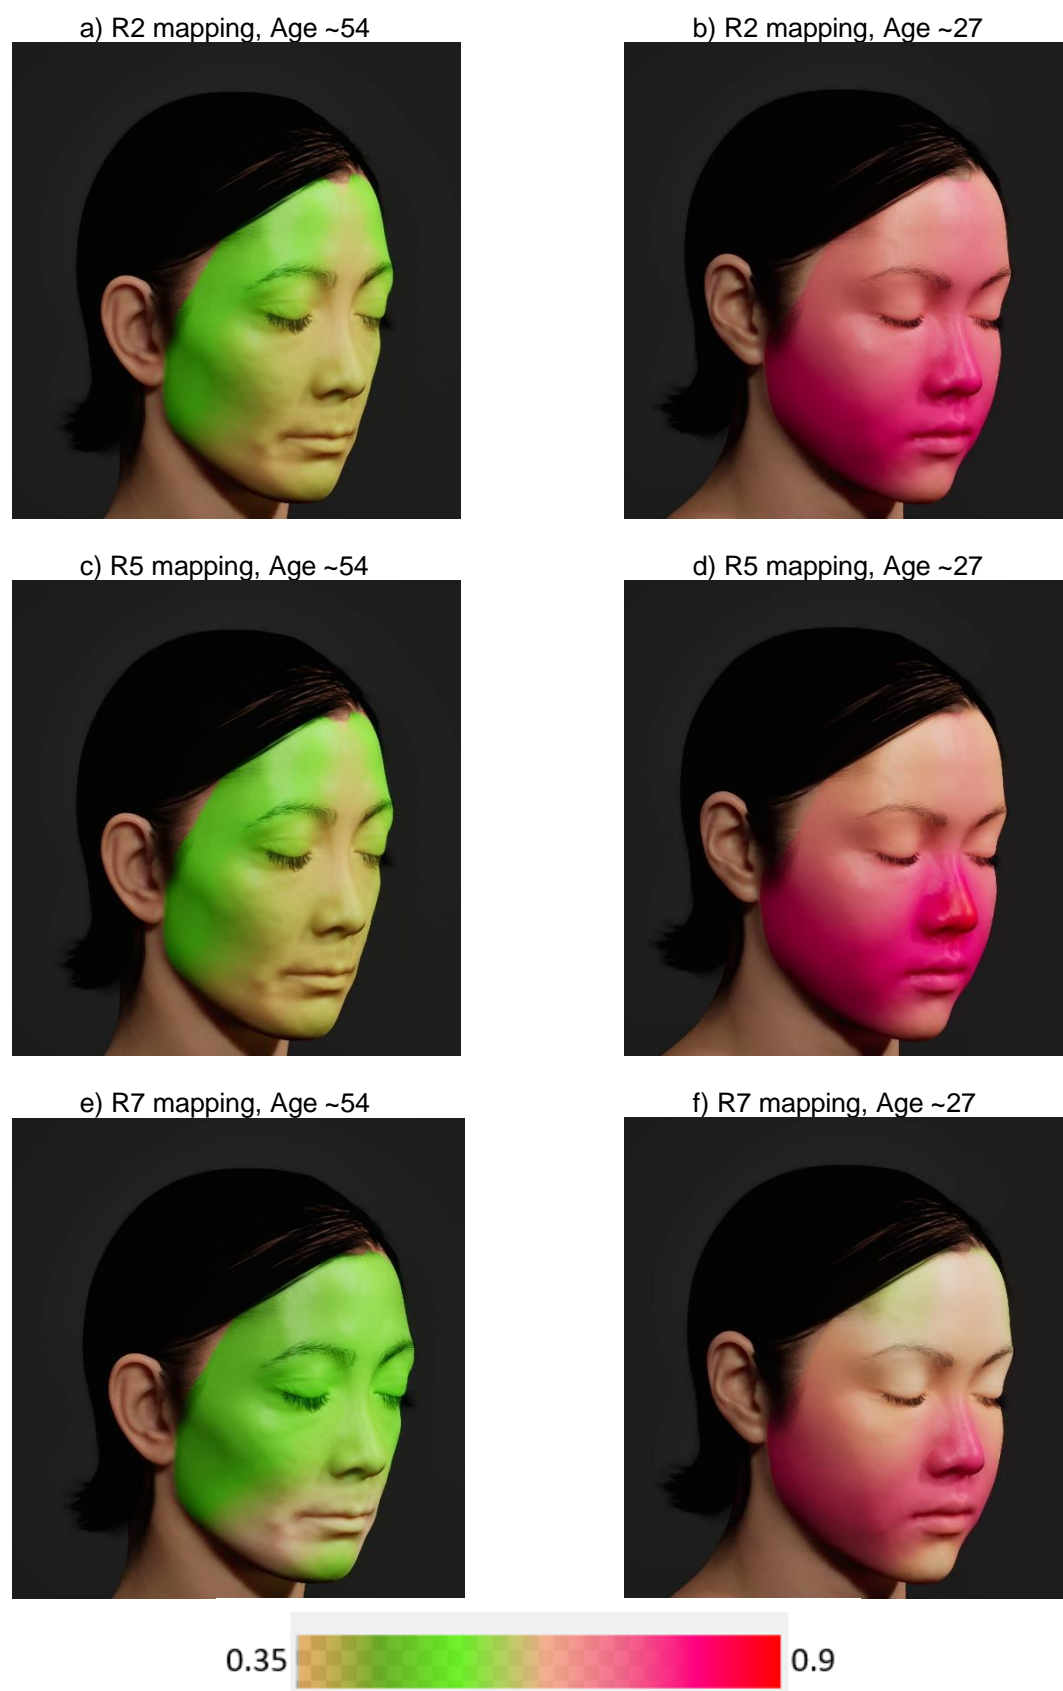 a) R2 mapping, Age ~54
b) R2 mapping, Age ~27
c) R5 mapping, Age ~54
d) R5 mapping, Age ~27
e) R7 mapping, Age ~54
f) R7 mapping, Age ~27
0.35
0.9